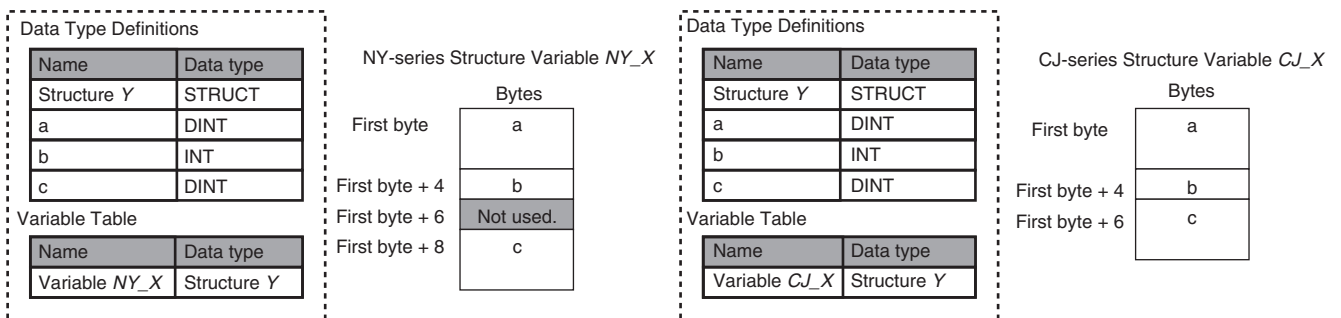 Data Type Definitions
Name Data type
Structure Y STRUCT
a DINT
b INT
c DINT
Variable Table
Name Data type
Variable NY_X Structure Y
NY-series Structure Variable NY_X
Bytes
First byte a
First byte + 4 b
First byte + 6 Not used.
First byte + 8 c
Data Type Definitions
Name Data type
Structure Y STRUCT
a DINT
b INT
c DINT
Variable Table
Name Data type
Variable CJ_X Structure Y
CJ-series Structure Variable CJ_X
Bytes
First byte a
First byte + 4 b
First byte + 6 c